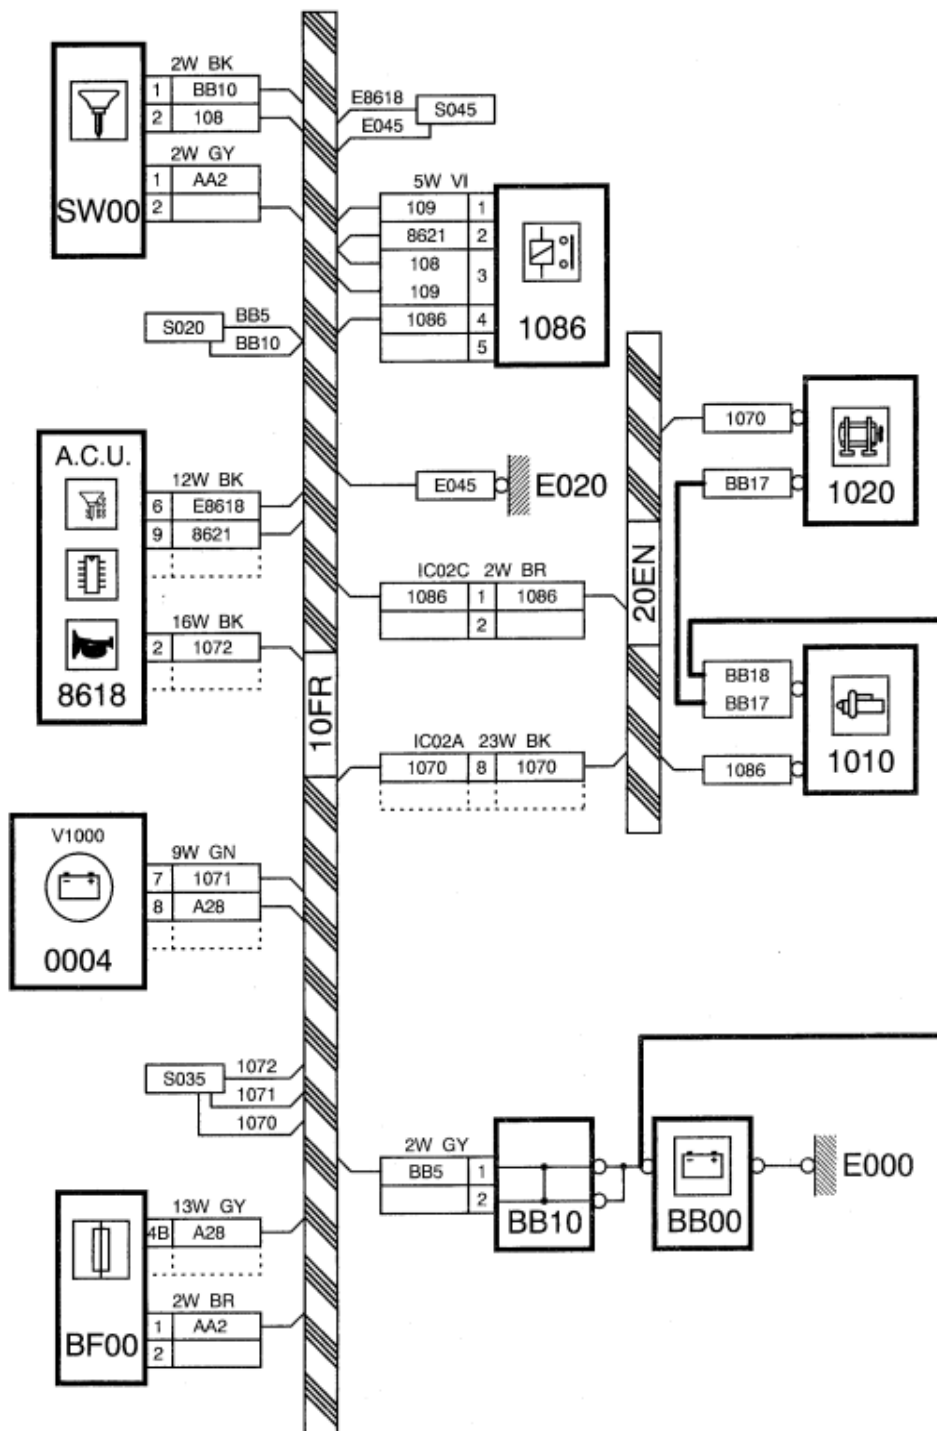 2W BK
1 BB10
2 108
2W GY
1 AA2
2
SW00
E8618
S045
E045
5W VI
109 1
8621 2
108
3
109
1086 4
5
1086
S020
BB5
BB10
A.C.U.
12W BK
6 E8618
9 8621
16W BK
2 1072
8618
E045
E020
1070
BB17
1020
IC02C 2W BR
1086 1 1086
2
20EN
10FR
BB18
BB17
1086
1010
IC02A 23W BK
1070 8 1070
V1000
9W GN
7 1071
8 A28
0004
S035
1072
1071
1070
2W GY
BB5 1
2
BB10
BB00
E000
13W GY
4B A28
2W BR
1 AA2
2
BF00